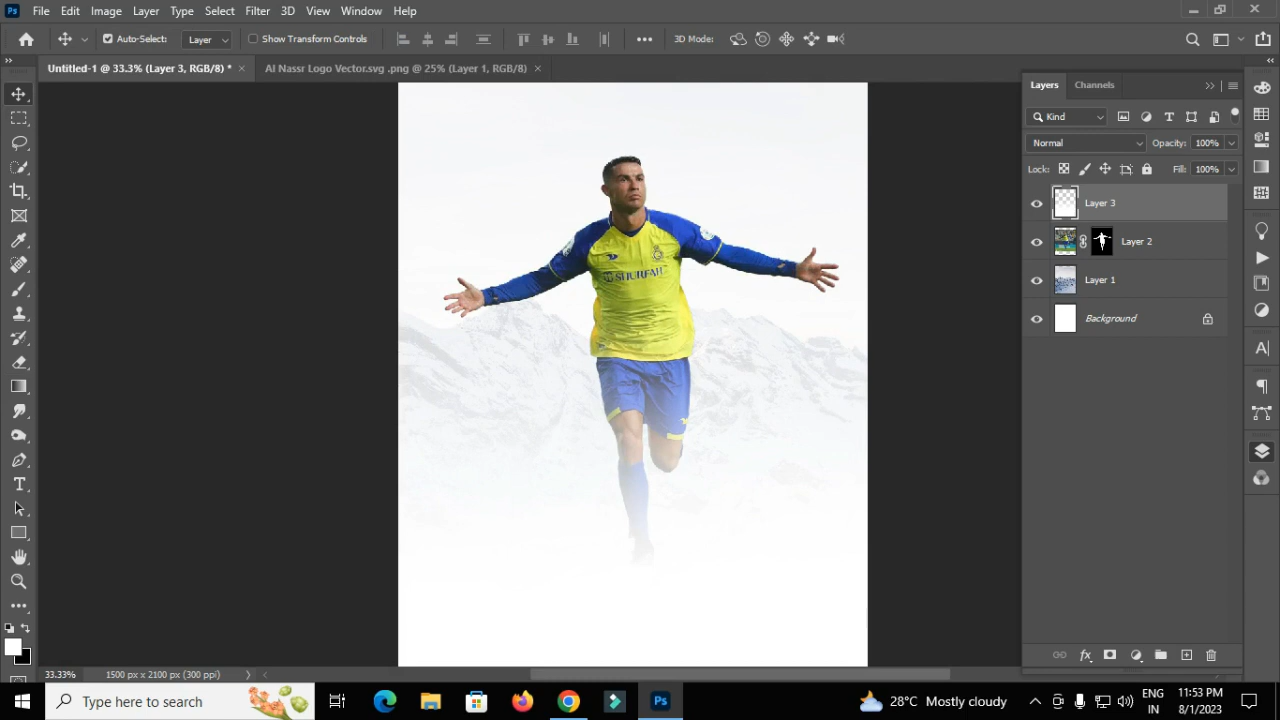 Ps File Edit Image Layer Type Select Filter 3D View Window Help
Auto-Select: Layer Show Transform Controls 3D Mode:
Untitled-1 @ 33.3% (Layer 3, RGB/8) * Al Nassr Logo Vector.svg .png @ 25% (Layer 1, RGB/8)
Layers Channels
Kind
Normal Opacity: 100%
Lock: Fill: 100%
Layer 3
Layer 2
Layer 1
Background
33.33% 1500 px x 2100 px (300 ppi)
Type here to search
Ps
28°C Mostly cloudy
ENG
IN
11:53 PM
8/1/2023